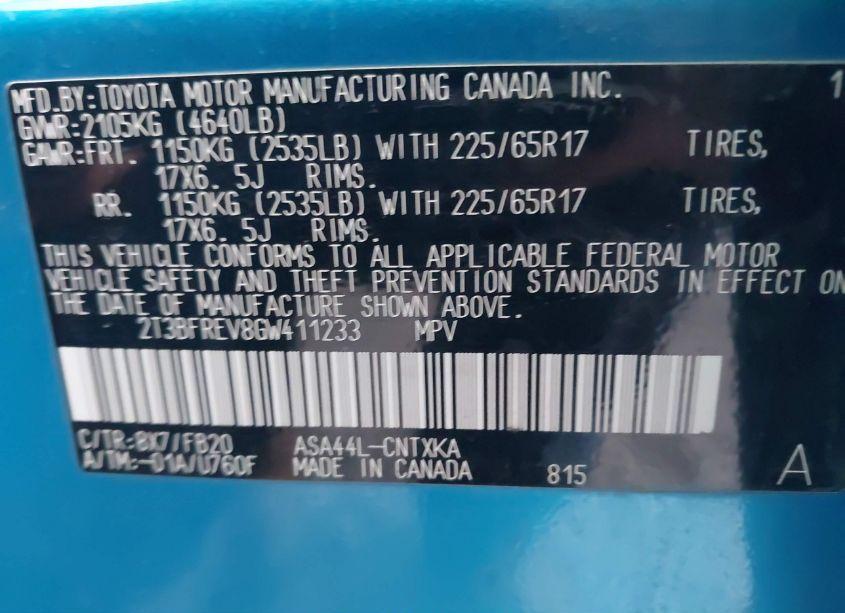 MFD.BY:TOYOTA MOTOR MANUFACTURING CANADA INC. 1
GVWR:2105KG (4640LB)
GAWR:FRT. 1150KG (2535LB) WITH 225/65R17 TIRES,
17X6. 5J RIMS.
RR. 1150KG (2535LB) WITH 225/65R17 TIRES,
17X6. 5J RIMS.
THIS VEHICLE CONFORMS TO ALL APPLICABLE FEDERAL MOTOR
VEHICLE SAFETY AND THEFT PREVENTION STANDARDS IN EFFECT ON
THE DATE OF MANUFACTURE SHOWN ABOVE.
2T3BFREV8GW411233 MPV
C/TR:8X7/FB20 ASA44L-CNTXKA
A/TM:-01A/U760F MADE IN CANADA 815 A